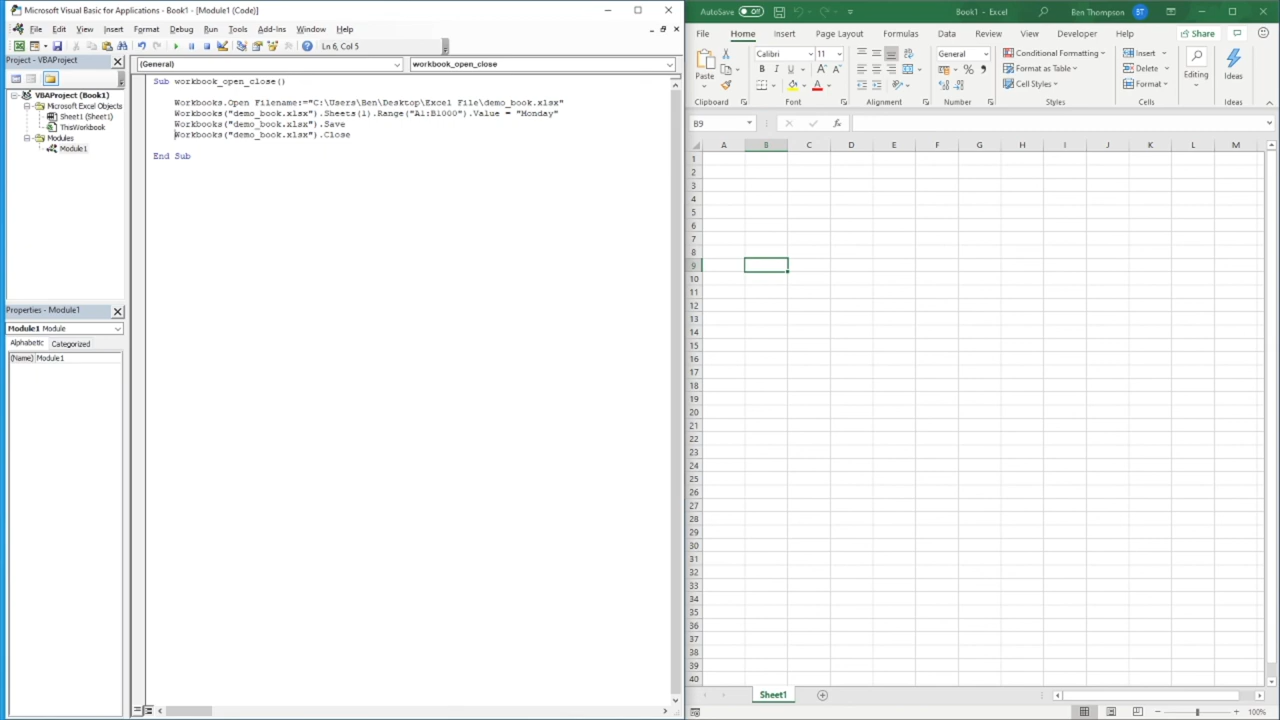 Microsoft Visual Basic for Applications - Book1 - [Module1 (Code)]
File Edit View Insert Format Debug Run Tools Add-Ins Window Help
Ln 6, Col 5
Project - VBAProject
VBAProject (Book1)
Microsoft Excel Objects
Sheet1 (Sheet1)
ThisWorkbook
Modules
Module1
Properties - Module1
Module1 Module
Alphabetic Categorized
(Name) Module1
(General) workbook_open_close
Sub workbook_open_close()
Workbooks.Open Filename:="C:\Users\Ben\Desktop\Excel File\demo_book.xlsx"
Workbooks("demo_book.xlsx").Sheets(1).Range("A1:B1000").Value = "Monday"
Workbooks("demo_book.xlsx").Save
Workbooks("demo_book.xlsx").Close
End Sub
AutoSave Off Book1 - Excel Ben Thompson BT
File Home Insert Page Layout Formulas Data Review View Developer Help Share
Paste Calibri 11 General Conditional Formatting Insert
B I U Format as Table Delete Editing Ideas
A Cell Styles Format
Clipboard Font Alignment Number Styles Cells Ideas
B9 fx
A B C D E F G H I J K L M
1
2
3
4
5
6
7
8
9
10
11
12
13
14
15
16
17
18
19
20
21
22
23
24
25
26
27
28
29
30
31
32
33
34
35
36
37
38
39
40
Sheet1
100%